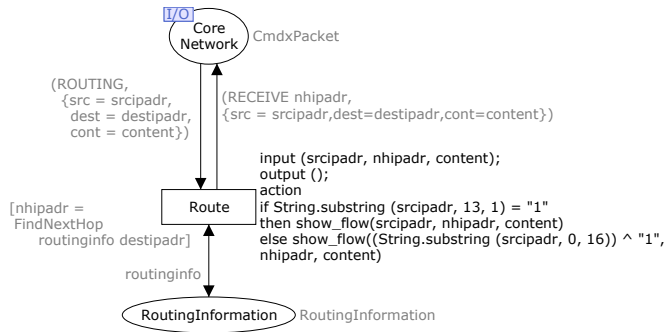 I/O
Core
Network
CmdxPacket
(ROUTING,
{src = srcipadr,
dest = destipadr,
cont = content})
(RECEIVE nhipadr,
{src = srcipadr,dest=destipadr,cont=content})
input (srcipadr, nhipadr, content);
output ();
action
if String.substring (srcipadr, 13, 1) = "1"
then show_flow(srcipadr, nhipadr, content)
else show_flow((String.substring (srcipadr, 0, 16)) ^ "1",
nhipadr, content)
[nhipadr =
FindNextHop
routinginfo destipadr]
Route
routinginfo
RoutingInformation
RoutingInformation